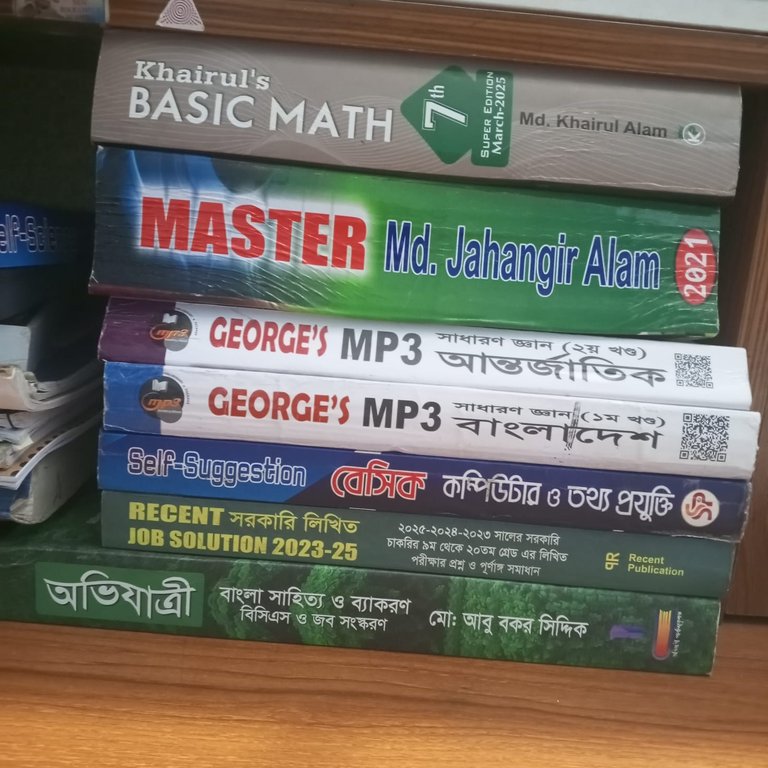 Khairul's
BASIC MATH
7th
SUPER EDITION
March-2025
Md. Khairul Alam
K
MASTER Md. Jahangir Alam 2021
mp3
GEORGE'S MP3
সাধারণ জ্ঞান (২য় খণ্ড)
আন্তর্জাতিক
mp3
GEORGE'S MP3
সাধারণ জ্ঞান (১ম খণ্ড)
বাংলাদেশ
Self-Suggestion বেসিক কম্পিউটার ও তথ্য প্রযুক্তি
RECENT সরকারি লিখিত
JOB SOLUTION 2023-25
২০২৫-২০২৪-২০২৩ সালের সরকারি
চাকরির ৯ম থেকে ২০তম গ্রেড এর লিখিত
পরীক্ষার প্রশ্ন ও পূর্ণাঙ্গ সমাধান
Recent
Publication
অভিযাত্রী
বাংলা সাহিত্য ও ব্যাকরণ
বিসিএস ও জব সংস্করণ
মো: আবু বকর সিদ্দিক